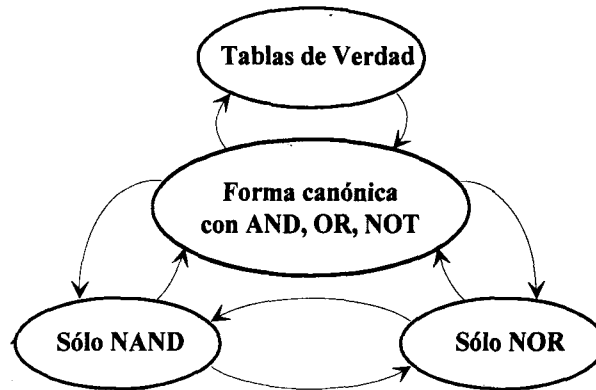 Tablas de Verdad
Forma canónica
con AND, OR, NOT
Sólo NAND
Sólo NOR